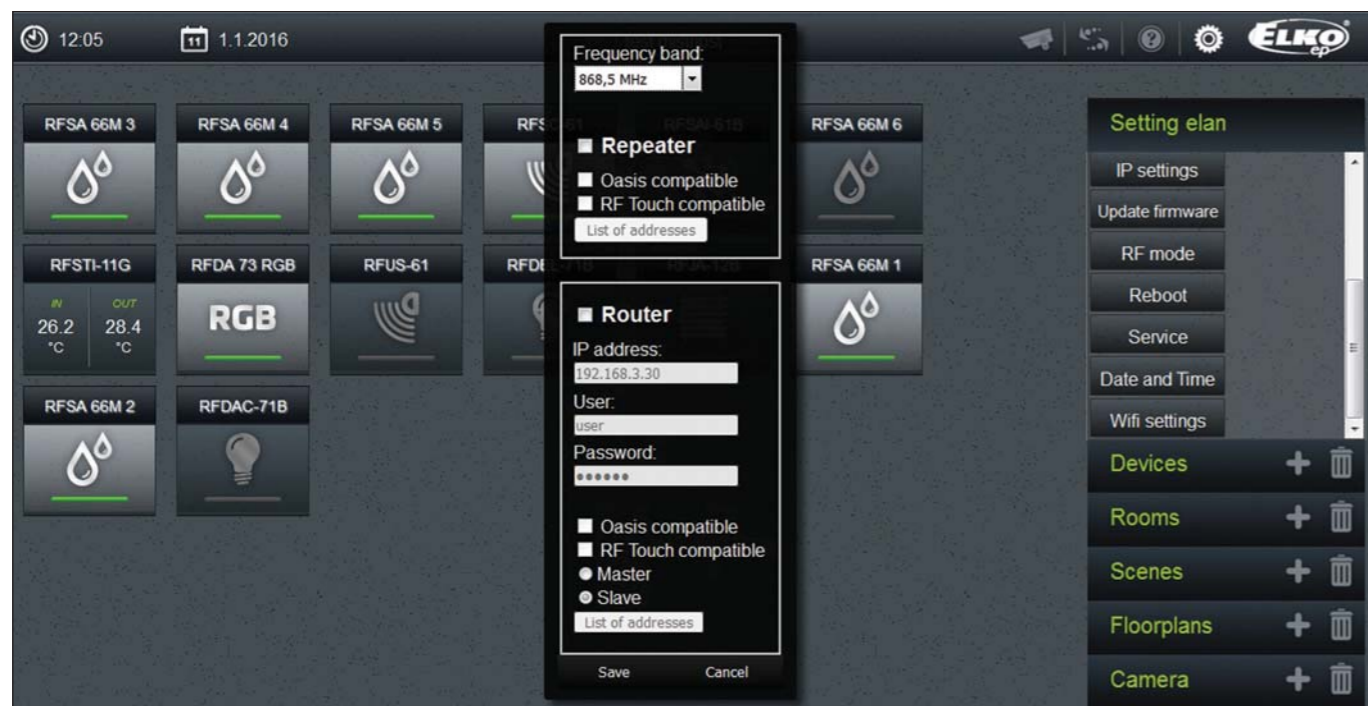 12:05
11 1.1.2016
ELKO
ep
Frequency band:
868,5 MHz
Repeater
Oasis compatible
RF Touch compatible
List of addresses
Router
IP address:
192.168.3.30
User:
user
Password:
••••••
Oasis compatible
RF Touch compatible
Master
Slave
List of addresses
Save Cancel
RFSA 66M 3 RFSA 66M 4 RFSA 66M 5 RFSA 66M 6
RFSTI-11G RFDA 73 RGB RFUS-61 RFDEL-71B RFSA 66M 1
IN OUT
26.2 28.4
°C °C
RGB
RFSA 66M 2 RFDAC-71B
Setting elan
IP settings
Update firmware
RF mode
Reboot
Service
Date and Time
Wifi settings
Devices
Rooms
Scenes
Floorplans
Camera